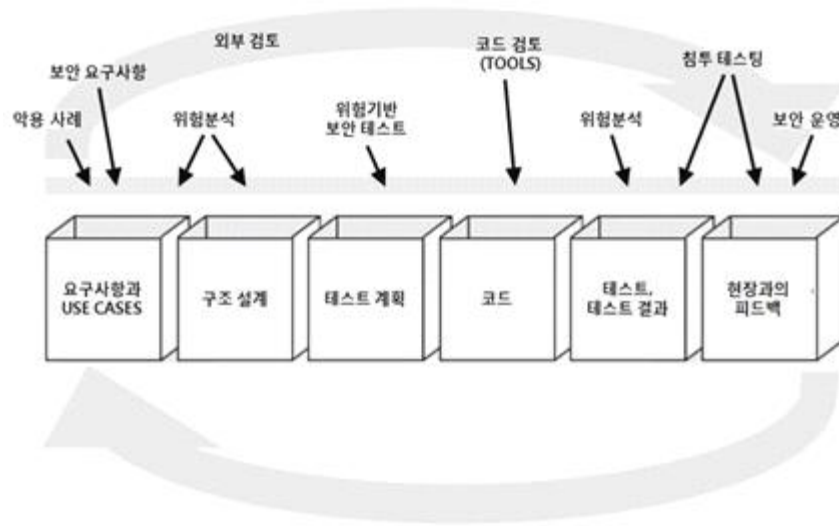 외부 검토
코드 검토
(TOOLS)
침투 테스팅
보안 요구사항
악용 사례
위험분석
위험기반
보안 테스트
위험분석
보안 운영
요구사항과
USE CASES
구조 설계
테스트 계획
코드
테스트,
테스트 결과
현장과의
피드백